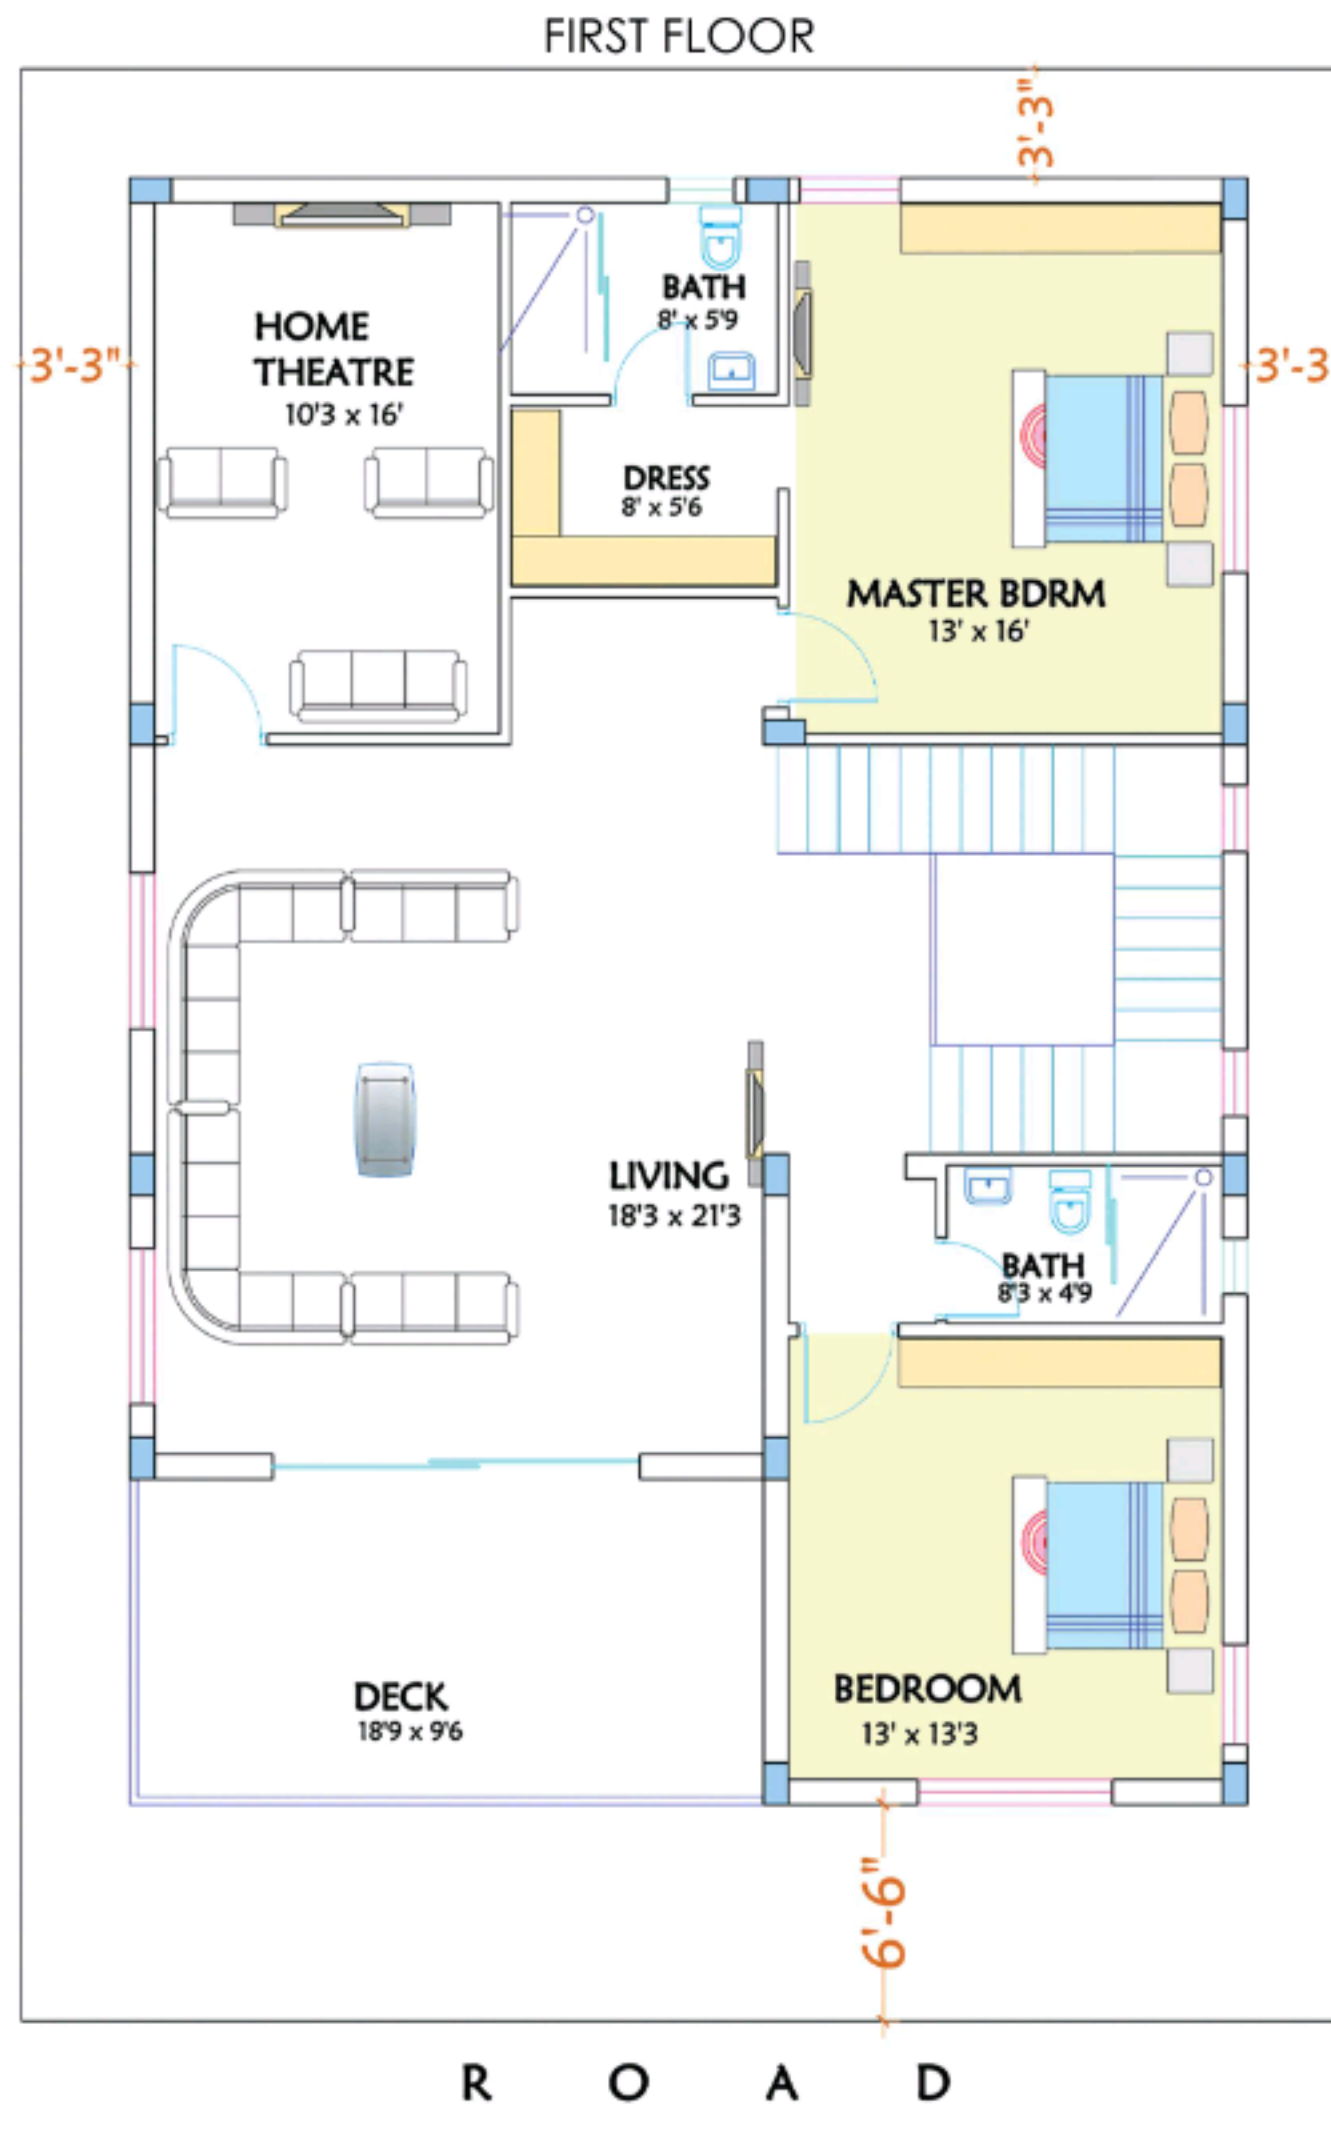 FIRST FLOOR
3'-3"
BATH
8' x 5'9
HOME
THEATRE
10'3 x 16'
3'-3"
3'-3
DRESS
8' x 5'6
MASTER BDRM
13' x 16'
LIVING
18'3 x 21'3
BATH
8'3 x 4'9
DECK
18'9 x 9'6
BEDROOM
13' x 13'3
6'-6"
R O A D